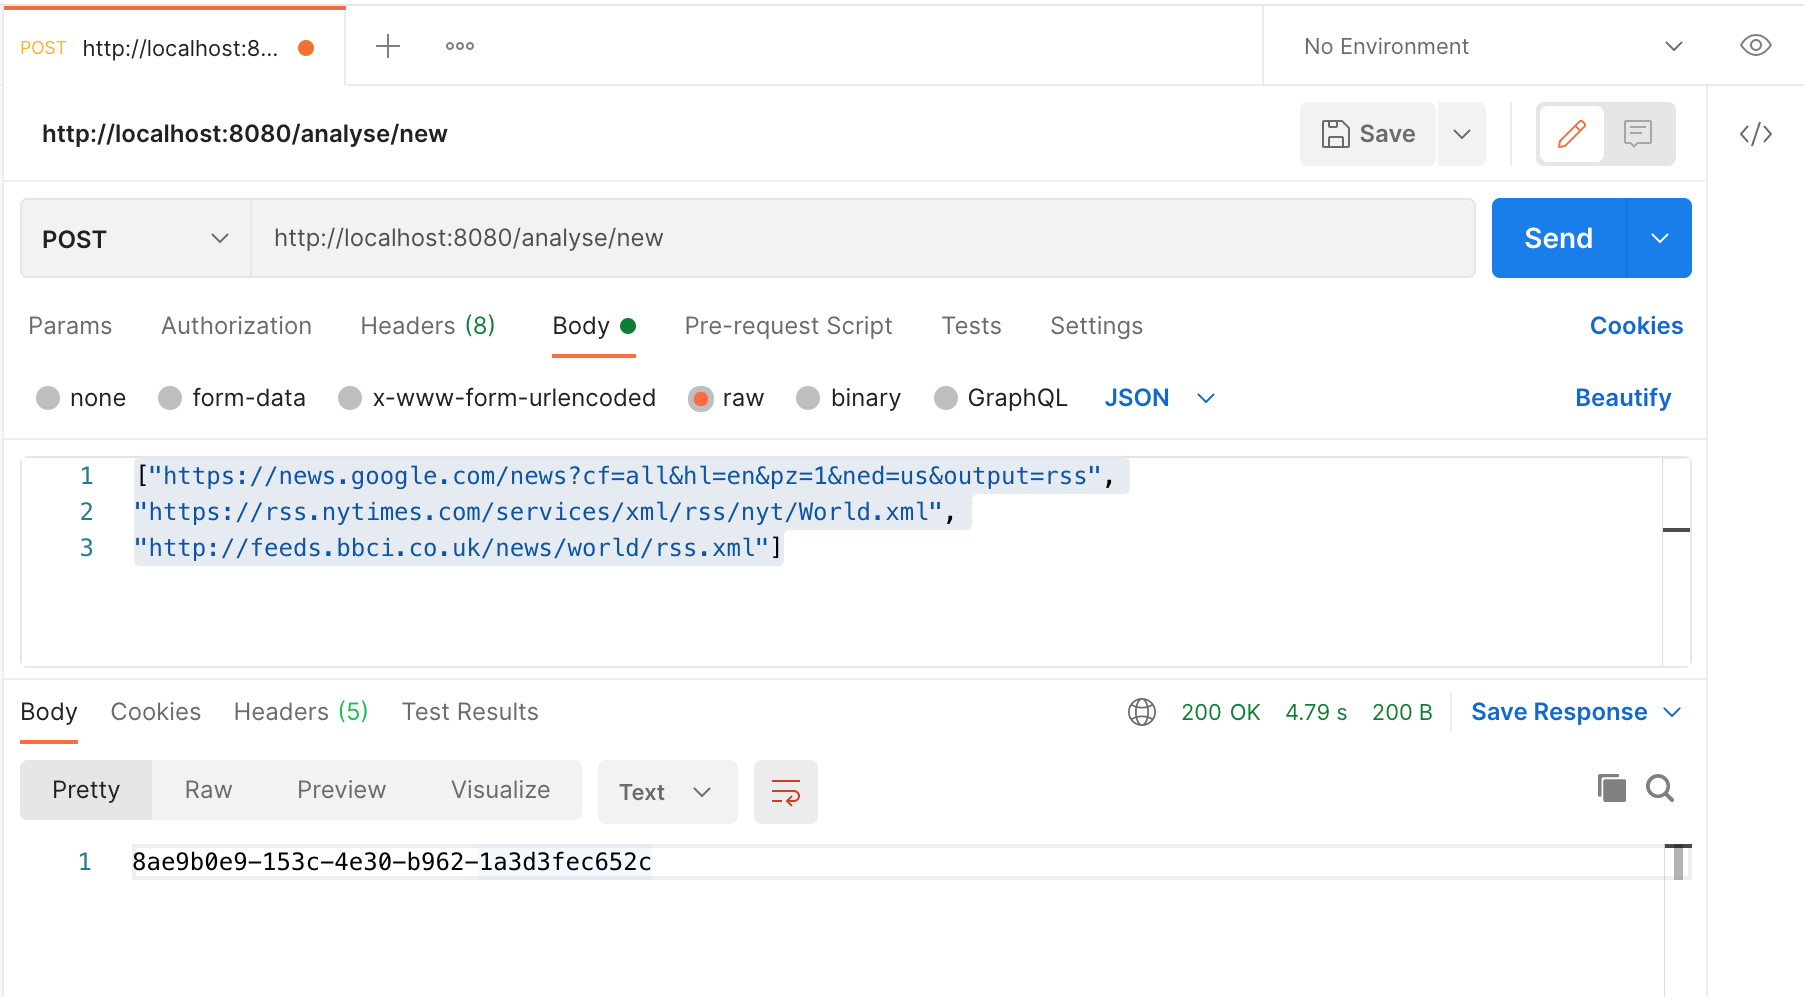 POST http://localhost:8... No Environment
http://localhost:8080/analyse/new Save
POST http://localhost:8080/analyse/new Send
Params Authorization Headers (8) Body Pre-request Script Tests Settings Cookies
none form-data x-www-form-urlencoded raw binary GraphQL JSON Beautify
1 ["https://news.google.com/news?cf=all&hl=en&pz=1&ned=us&output=rss",
2 "https://rss.nytimes.com/services/xml/rss/nyt/World.xml",
3 "http://feeds.bbci.co.uk/news/world/rss.xml"]
Body Cookies Headers (5) Test Results 200 OK 4.79 s 200 B Save Response
Pretty Raw Preview Visualize Text
1 8ae9b0e9-153c-4e30-b962-1a3d3fec652c